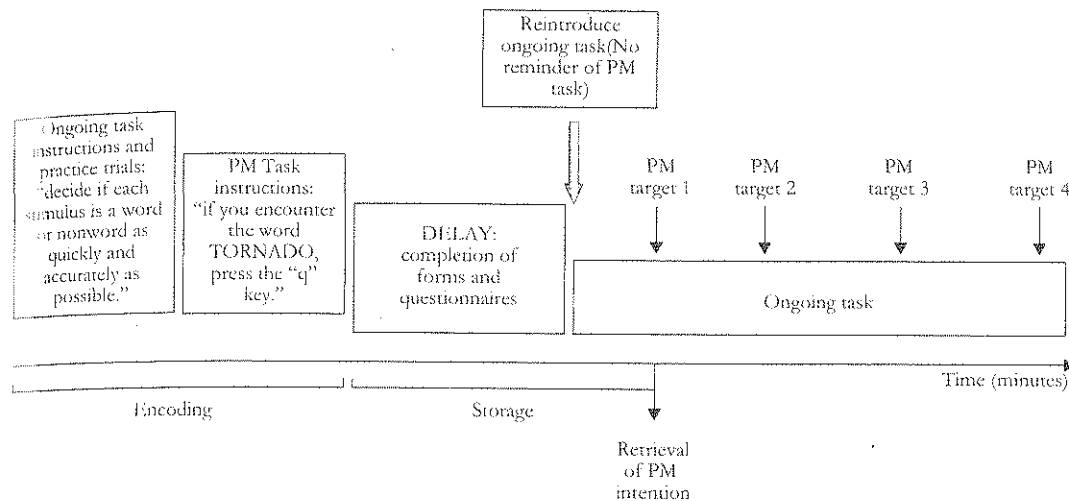 Reintroduce
ongoing task(No
reminder of PM
task)
Ongoing task
instructions and
practice trials:
"decide if each
stimulus is a word
or nonword as
quickly and
accurately as
possible."
PM Task
instructions:
"if you encounter
the word
TORNADO,
press the "q"
key."
DELAY:
completion of
forms and
questionnaires
PM
target 1
PM
target 2
PM
target 3
PM
target 4
Ongoing task
Time (minutes)
Encoding
Storage
Retrieval
of PM
intention